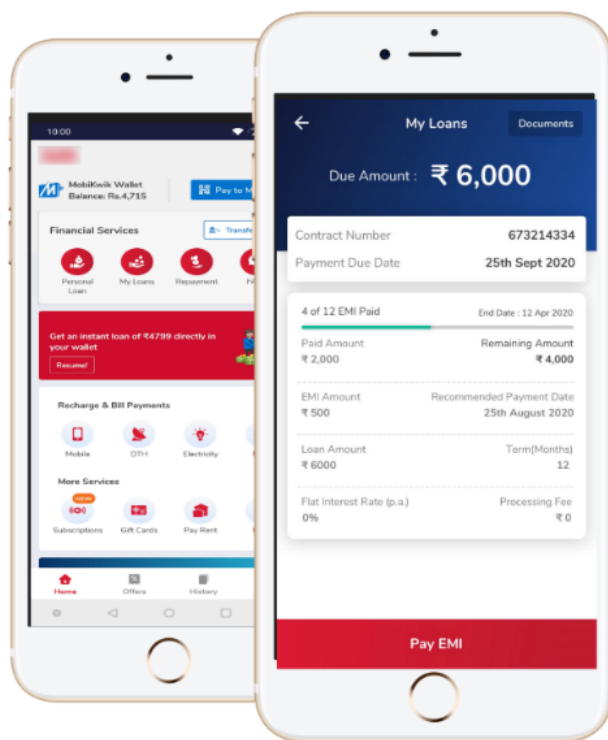 10:00
MobiKwik Wallet
Balance: Rs.4,715
Pay to M
Financial Services
Transfe
Personal
Loan
My Loans
Repayment
Get an instant loan of ₹4799 directly in
your wallet
Resume!
Recharge & Bill Payments
Mobile
DTH
Electricity
More Services
NEW
Subscriptions
Gift Cards
Pay Rent
Home
Offers
History
My Loans
Documents
Due Amount : ₹ 6,000
Contract Number 673214334
Payment Due Date 25th Sept 2020
4 of 12 EMI Paid End Date : 12 Apr 2020
Paid Amount Remaining Amount
₹ 2,000 ₹ 4,000
EMI Amount Recommended Payment Date
₹ 500 25th August 2020
Loan Amount Term(Months)
₹ 6000 12
Flat Interest Rate (p.a.) Processing Fee
0% ₹ 0
Pay EMI